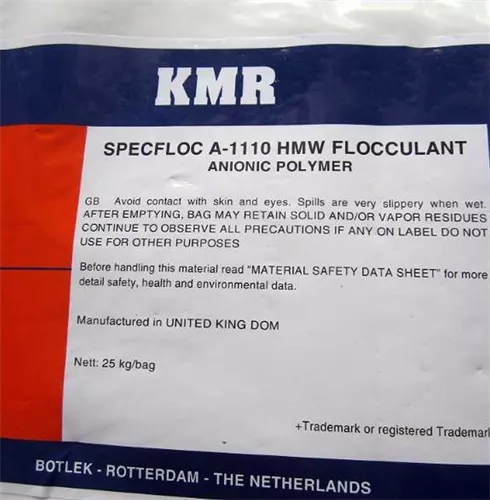 KMR
SPECFLOC A-1110 HMW FLOCCULANT
ANIONIC POLYMER
GB Avoid contact with skin and eyes. Spills are very slippery when wet.
AFTER EMPTYING, BAG MAY RETAIN SOLID AND/OR VAPOR RESIDUES
CONTINUE TO OBSERVE ALL PRECAUTIONS IF ANY ON LABEL DO NOT
USE FOR OTHER PURPOSES
Before handling this material read "MATERIAL SAFETY DATA SHEET" for more
detail safety, health and environmental data.
Manufactured in UNITED KING DOM
Nett: 25 kg/bag
+Trademark or registered Trademar
BOTLEK - ROTTERDAM - THE NETHERLANDS